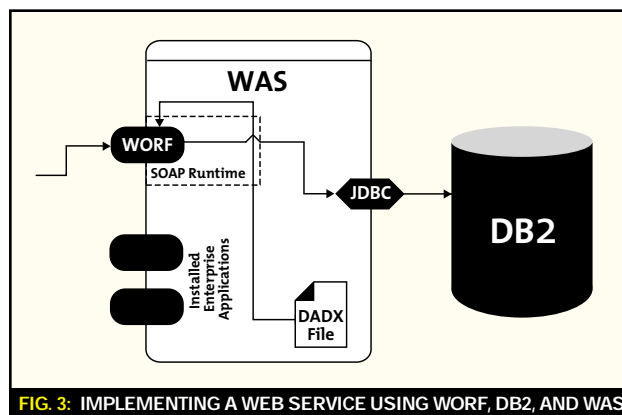 WAS
WORF
SOAP Runtime
JDBC
DB2
Installed
Enterprise
Applications
DADX
File
FIG. 3: IMPLEMENTING A WEB SERVICE USING WORF, DB2, AND WAS